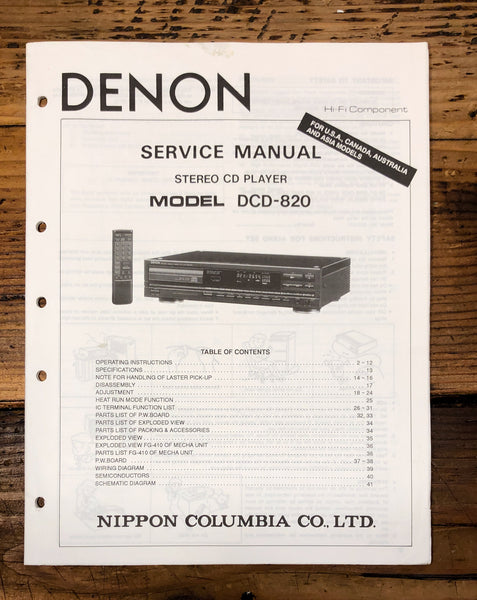 DENON
Hi-Fi Component
FOR U.S.A., CANADA, AUSTRALIA
AND ASIA MODELS
SERVICE MANUAL
STEREO CD PLAYER
MODEL DCD-820
TABLE OF CONTENTS
OPERATING INSTRUCTIONS 2 ~ 12
SPECIFICATIONS 13
NOTE FOR HANDLING OF LASTER PICK-UP 14 ~ 16
DISASSEMBLY 17
ADJUSTMENT 18 ~ 24
HEAT RUN MODE FUNCTION 25
IC TERMINAL FUNCTION LIST 26 ~ 31
PARTS LIST OF P.W.BOARD 32, 33
PARTS LIST OF EXPLODED VIEW 34
PARTS LIST OF PACKING & ACCESSORIES 34
EXPLODED VIEW 35
EXPLODED VIEW FG-410 OF MECHA UNIT 36
PARTS LIST FG-410 OF MECHA UNIT 36
P.W.BOARD 37 ~ 38
WIRING DIAGRAM 39
SEMICONDUCTORS 40
SCHEMATIC DIAGRAM 41
NIPPON COLUMBIA CO., LTD.